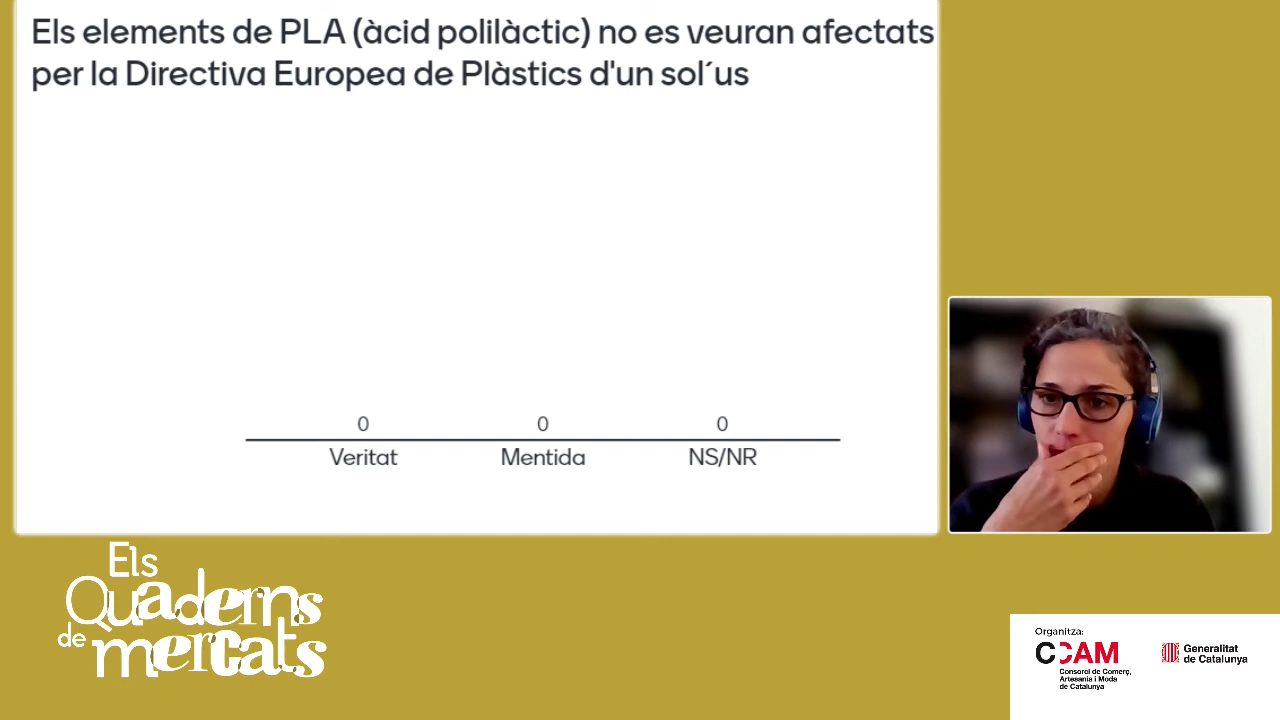 Els elements de PLA (àcid polilàctic) no es veuran afectats
per la Directiva Europea de Plàstics d'un sol´us
0 0 0
Veritat Mentida NS/NR
Els
Quaderns
de mercats
Organitza:
CCAM
Consorci de Comerç,
Artesania i Moda
de Catalunya
Generalitat
de Catalunya